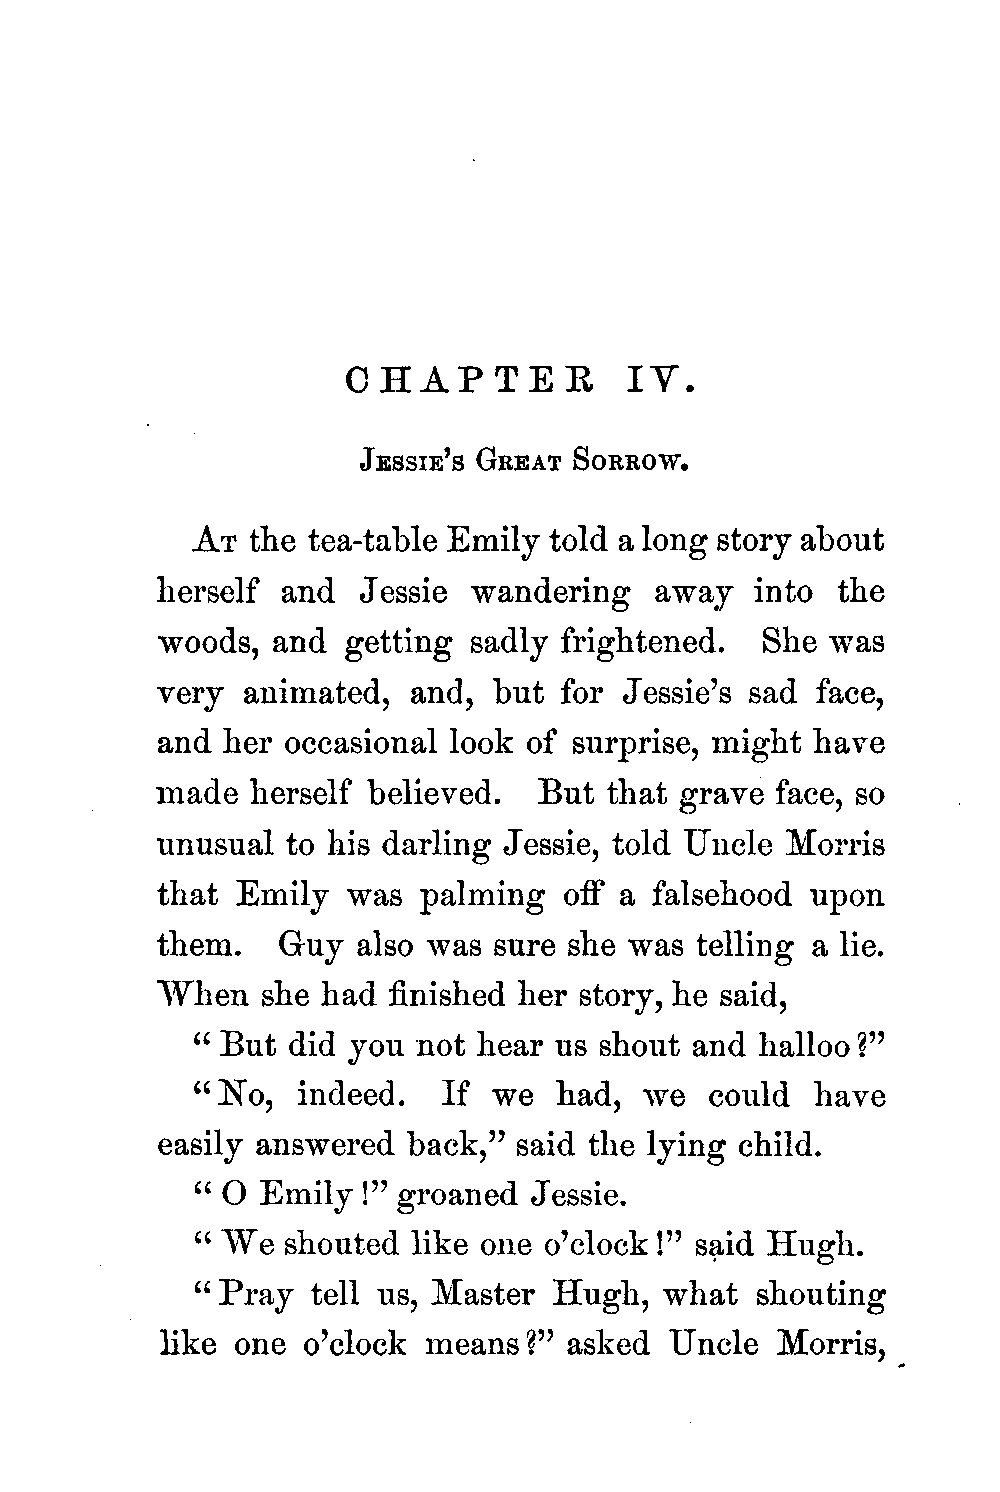 CHAPTER IV.
Jessie's Great Sorrow.
At the tea-table Emily told a long story about
herself and Jessie wandering away into the
woods, and getting sadly frightened. She was
very animated, and, but for Jessie's sad face,
and her occasional look of surprise, might have
made herself believed. But that grave face, so
unusual to his darling Jessie, told Uncle Morris
that Emily was palming off a falsehood upon
them. Guy also was sure she was telling a lie.
When she had finished her story, he said,
"But did you not hear us shout and halloo?"
"No, indeed. If we had, we could have
easily answered back," said the lying child.
"O Emily!" groaned Jessie.
"We shouted like one o'clock!" said Hugh.
"Pray tell us, Master Hugh, what shouting
like one o'clock means?" asked Uncle Morris,